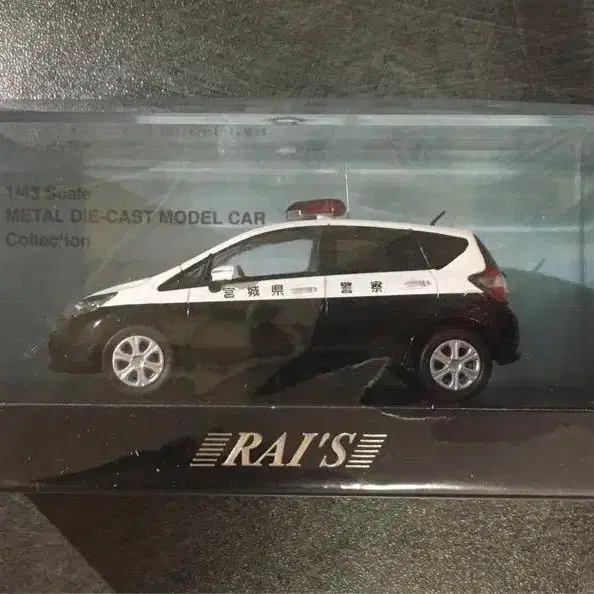 1/43 Scale
METAL DIE-CAST MODEL CAR
Collection
宮城県 警察
RAI'S